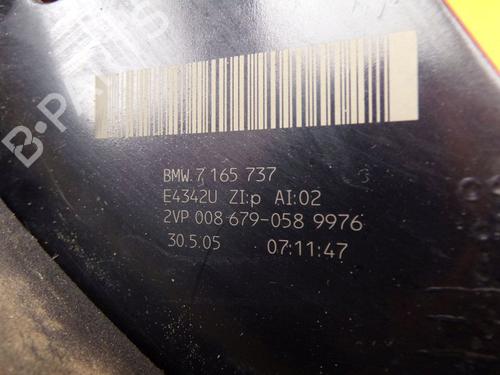 B-PARTS
BMW. 7 165 737
E4342U ZI:p AI:02
2VP 008 679-058 9976
30.5.05 07:11:47